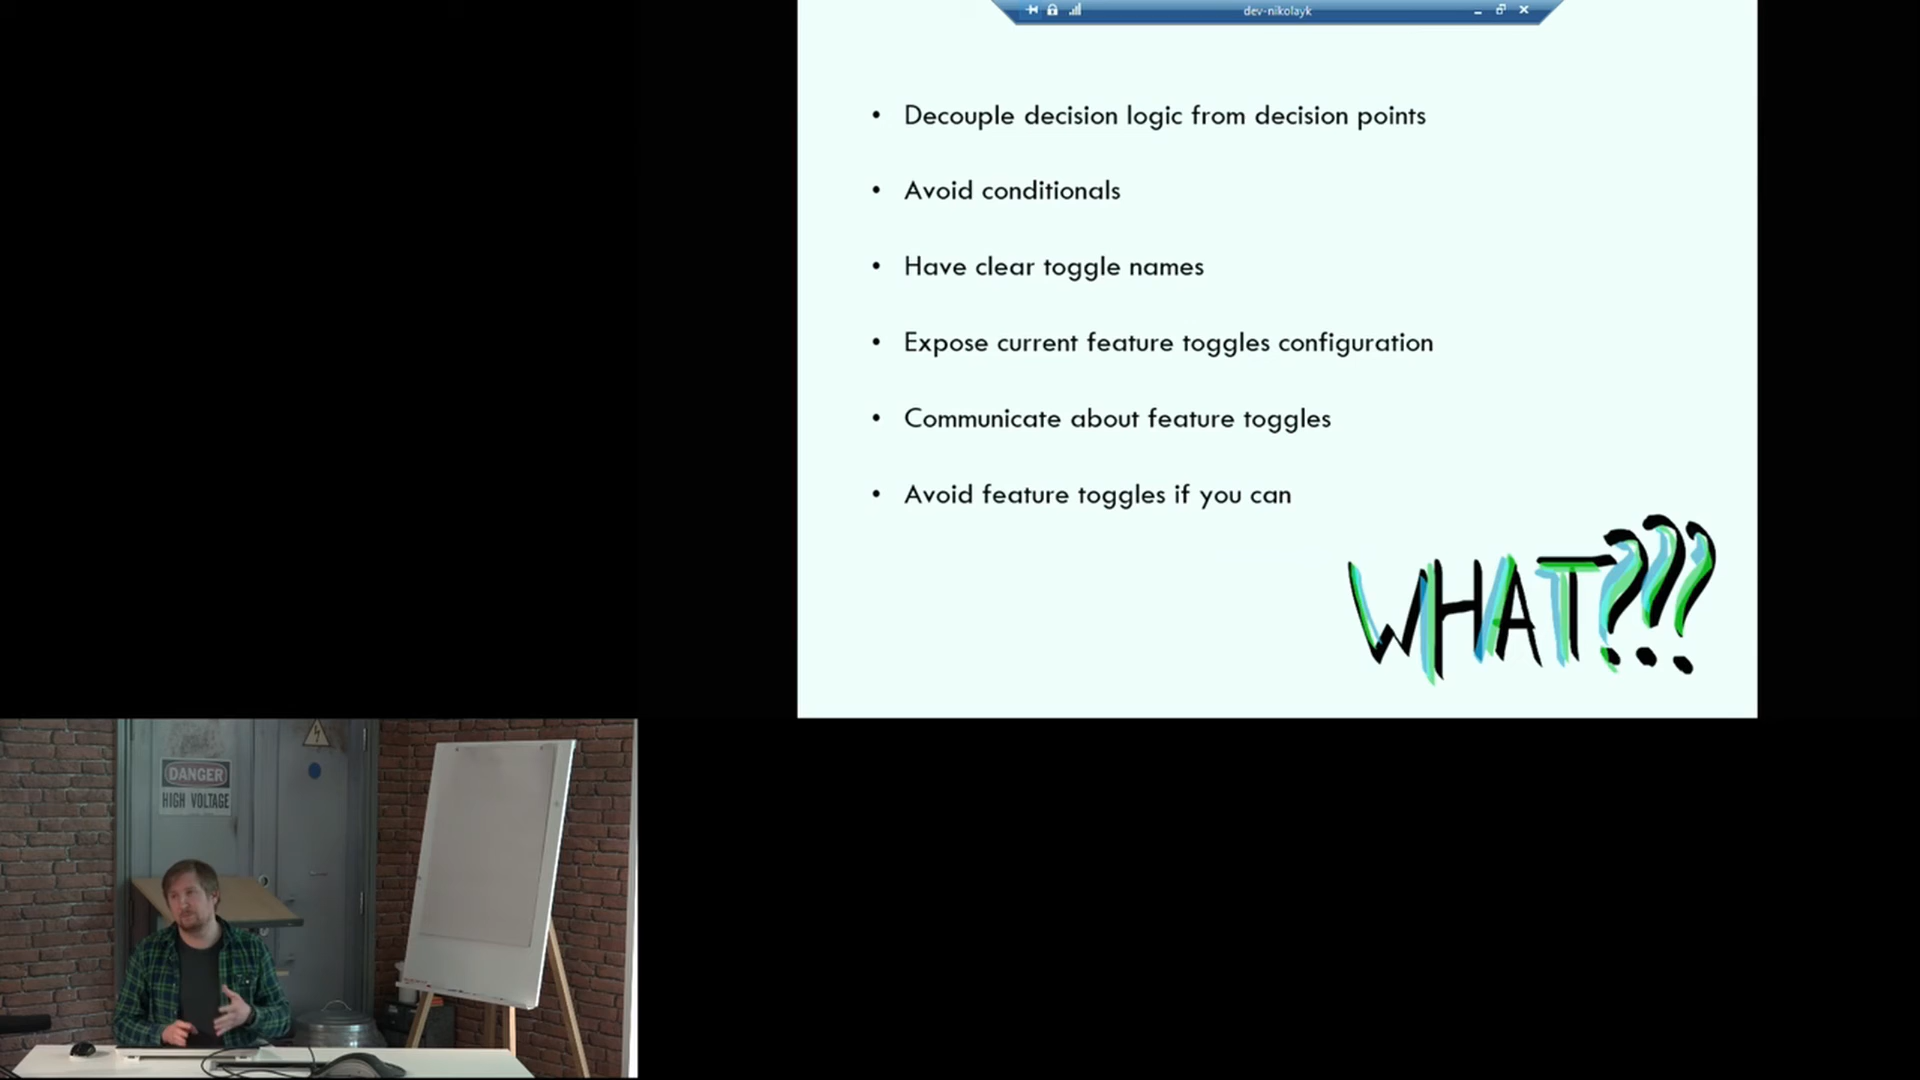 dev-nikolayk
• Decouple decision logic from decision points
• Avoid conditionals
• Have clear toggle names
• Expose current feature toggles configuration
• Communicate about feature toggles
• Avoid feature toggles if you can
WHAT???
DANGER
HIGH VOLTAGE